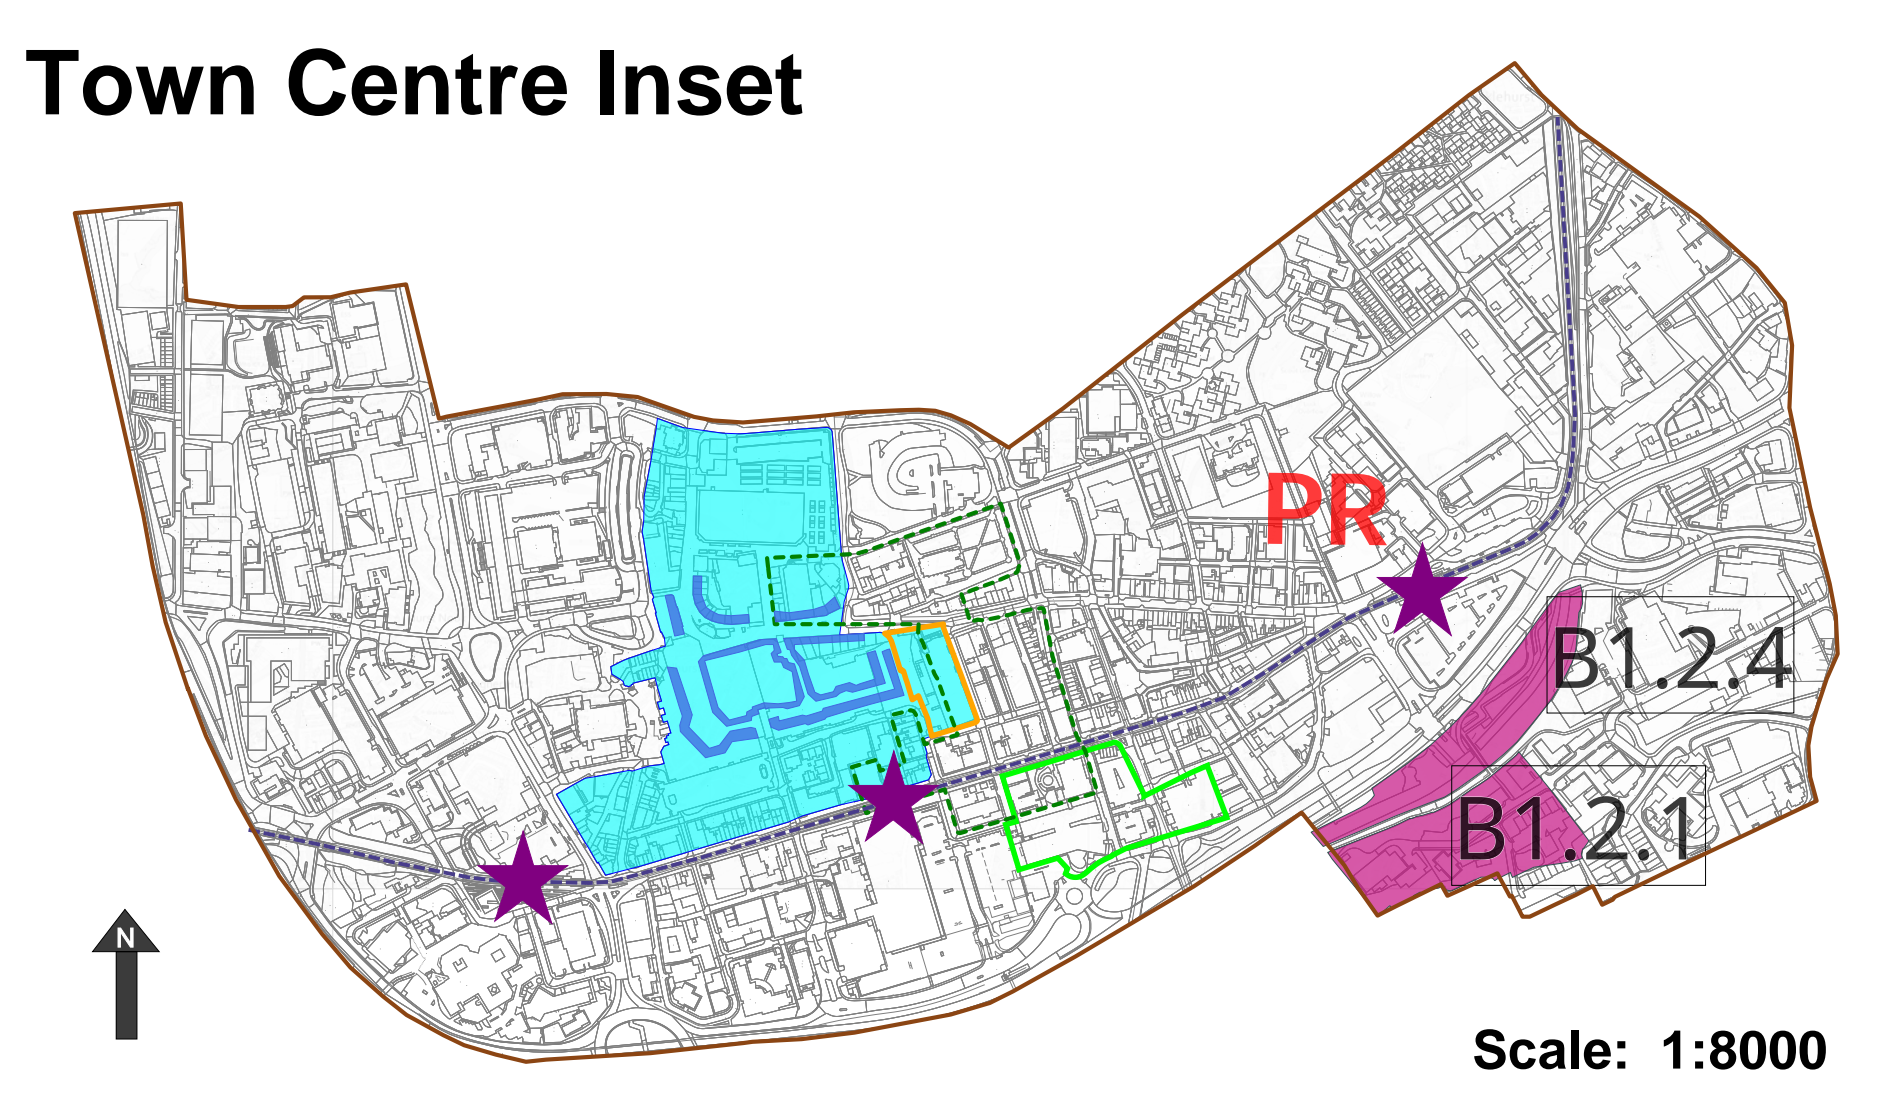 Town Centre Inset
PR
B1.2.4
B1.2.1
N
Scale: 1:8000